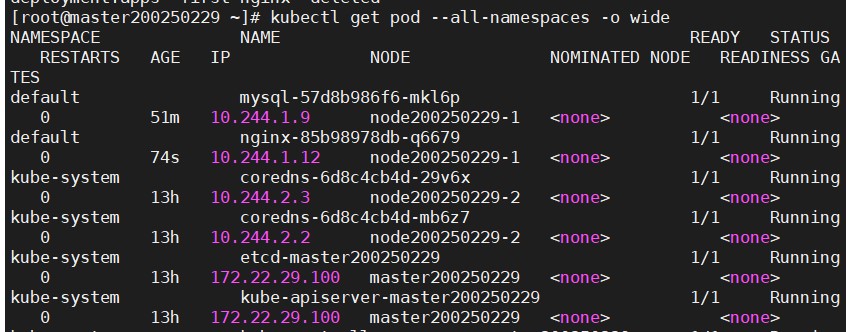 deployment.apps "first-nginx" deleted
[root@master200250229 ~]# kubectl get pod --all-namespaces -o wide
NAMESPACE NAME READY STATUS
RESTARTS AGE IP NODE NOMINATED NODE READINESS GA
TES
default mysql-57d8b986f6-mkl6p 1/1 Running
0 51m 10.244.1.9 node200250229-1 <none> <none>
default nginx-85b98978db-q6679 1/1 Running
0 74s 10.244.1.12 node200250229-1 <none> <none>
kube-system coredns-6d8c4cb4d-29v6x 1/1 Running
0 13h 10.244.2.3 node200250229-2 <none> <none>
kube-system coredns-6d8c4cb4d-mb6z7 1/1 Running
0 13h 10.244.2.2 node200250229-2 <none> <none>
kube-system etcd-master200250229 1/1 Running
0 13h 172.22.29.100 master200250229 <none> <none>
kube-system kube-apiserver-master200250229 1/1 Running
0 13h 172.22.29.100 master200250229 <none> <none>